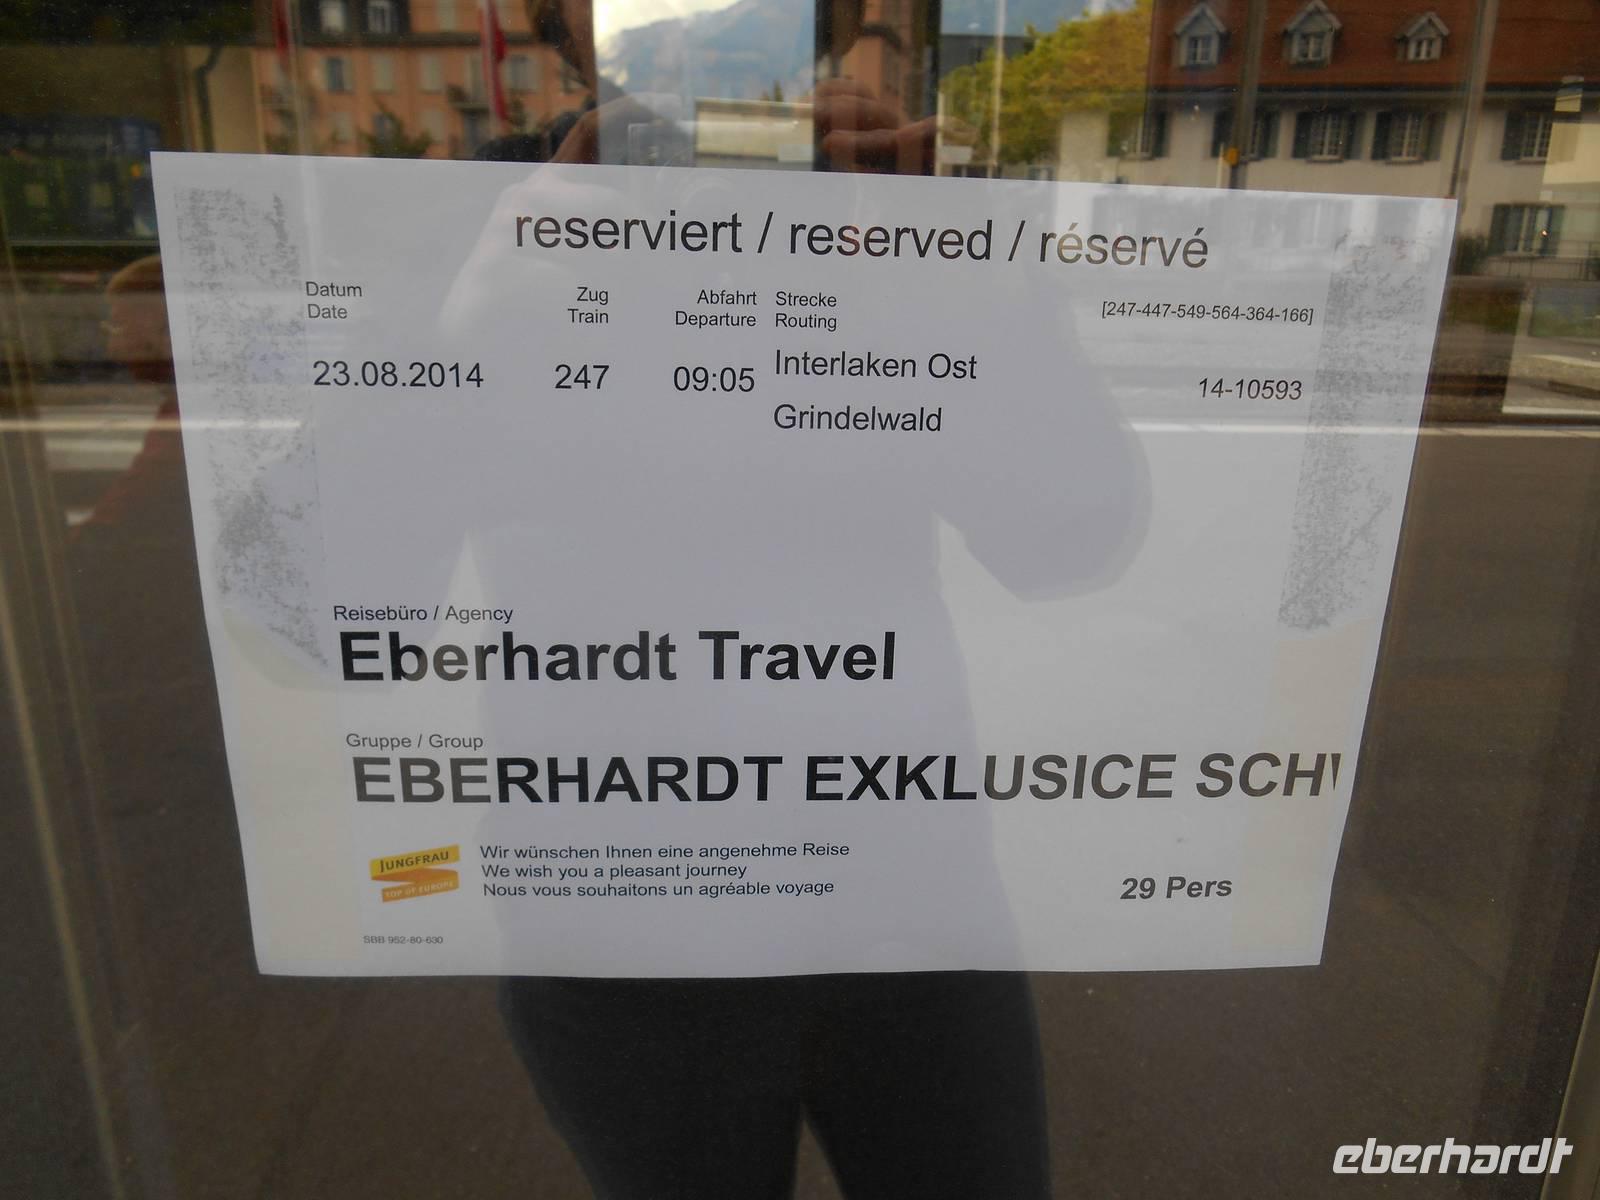 reserviert / reserved / réservé
Datum Zug Abfahrt Strecke
Date Train Departure Routing [247-447-549-564-364-166]
23.08.2014 247 09:05 Interlaken Ost 14-10593
Grindelwald
Reisebüro / Agency
Eberhardt Travel
Gruppe / Group
EBERHARDT EXKLUSICE SCH
JUNGFRAU
TOP OF EUROPE
Wir wünschen Ihnen eine angenehme Reise
We wish you a pleasant journey
Nous vous souhaitons un agréable voyage
29 Pers
SBB 952-80-630
eberhardt